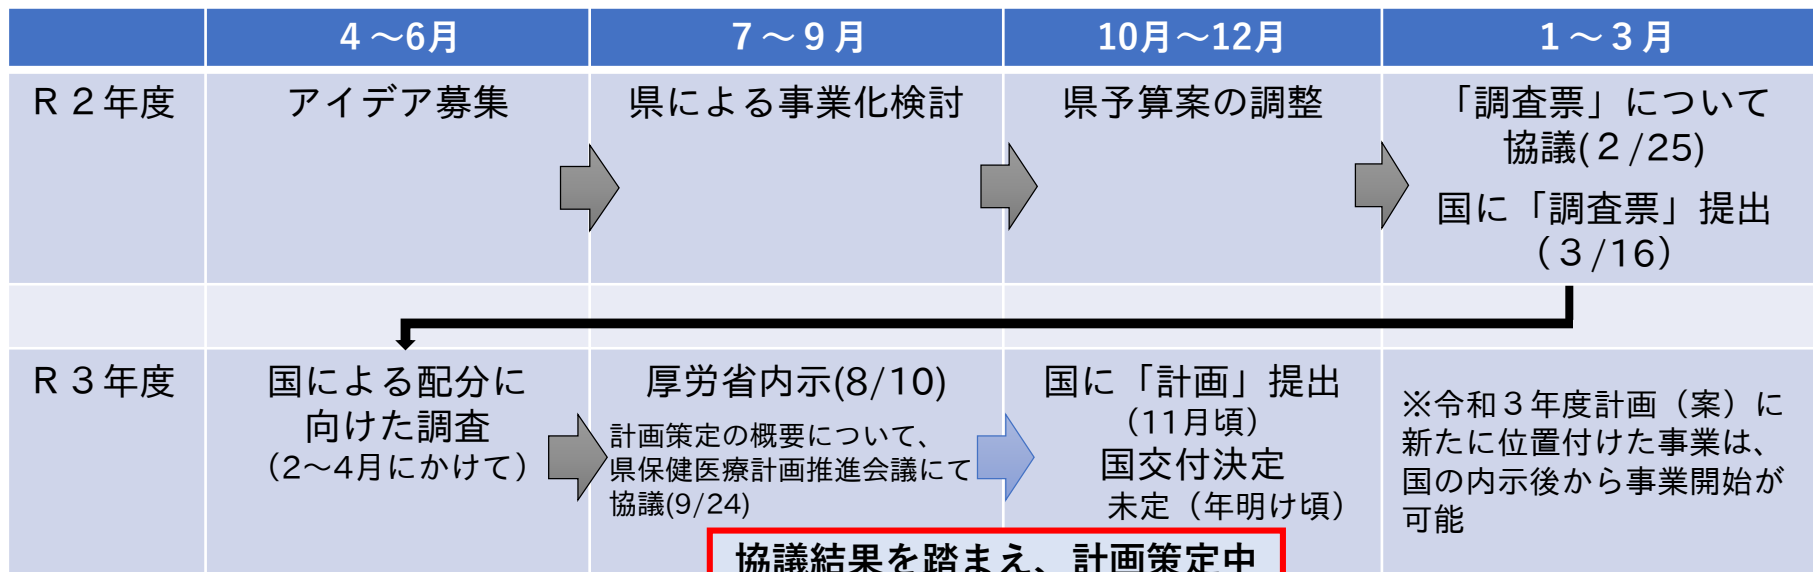 ４～6月
７～９月
10月～12月
１～３月
Ｒ２年度
アイデア募集
県による事業化検討
県予算案の調整
「調査票」について
協議(２/25)
国に「調査票」提出
（３/16）
Ｒ３年度
国による配分に
向けた調査
（2～4月にかけて）
厚労省内示(8/10)
計画策定の概要について、
県保健医療計画推進会議にて
協議(9/24)
国に「計画」提出
（11月頃）
国交付決定
未定（年明け頃）
※令和３年度計画（案）に
新たに位置付けた事業は、
国の内示後から事業開始が
可能
協議結果を踏まえ、計画策定中